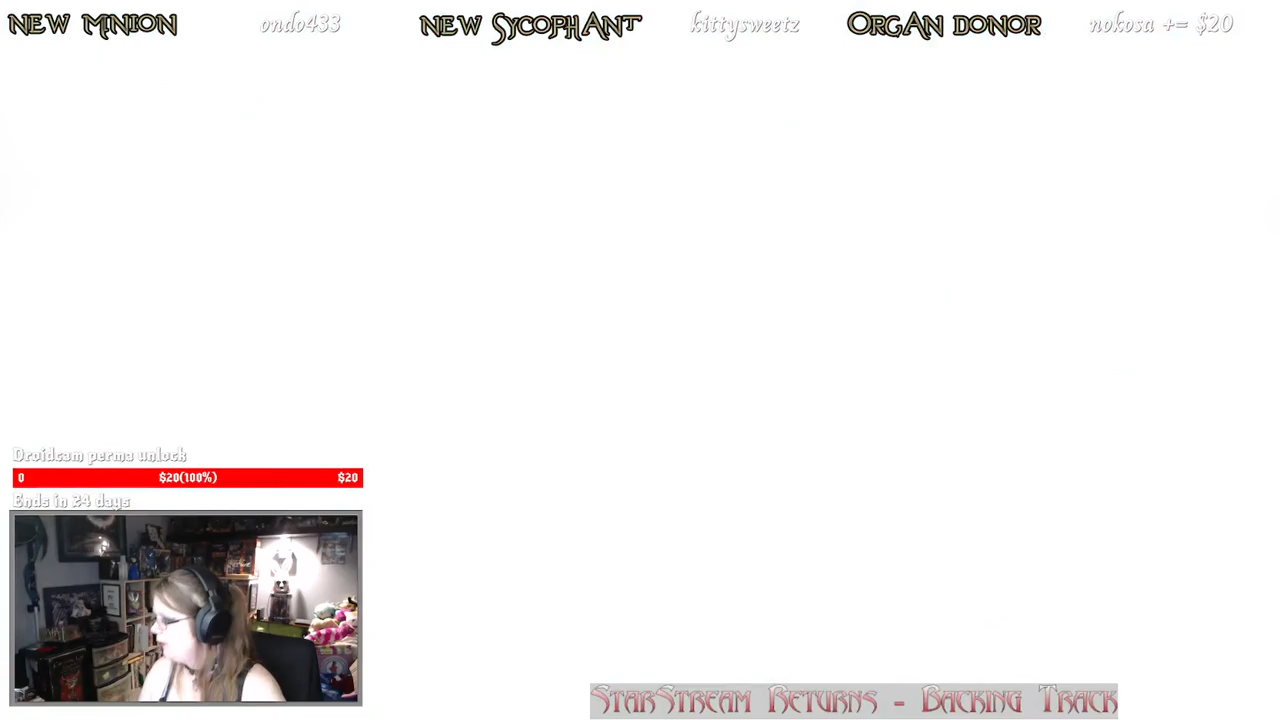 NEW MINION ondo433 NEW SYCOPHANT kittysweetz ORGAN DONOR nokosa += $20
Droidcam perma unlock
0 $20(100%) $20
Ends in 24 days
StarStream Returns - Backing Track